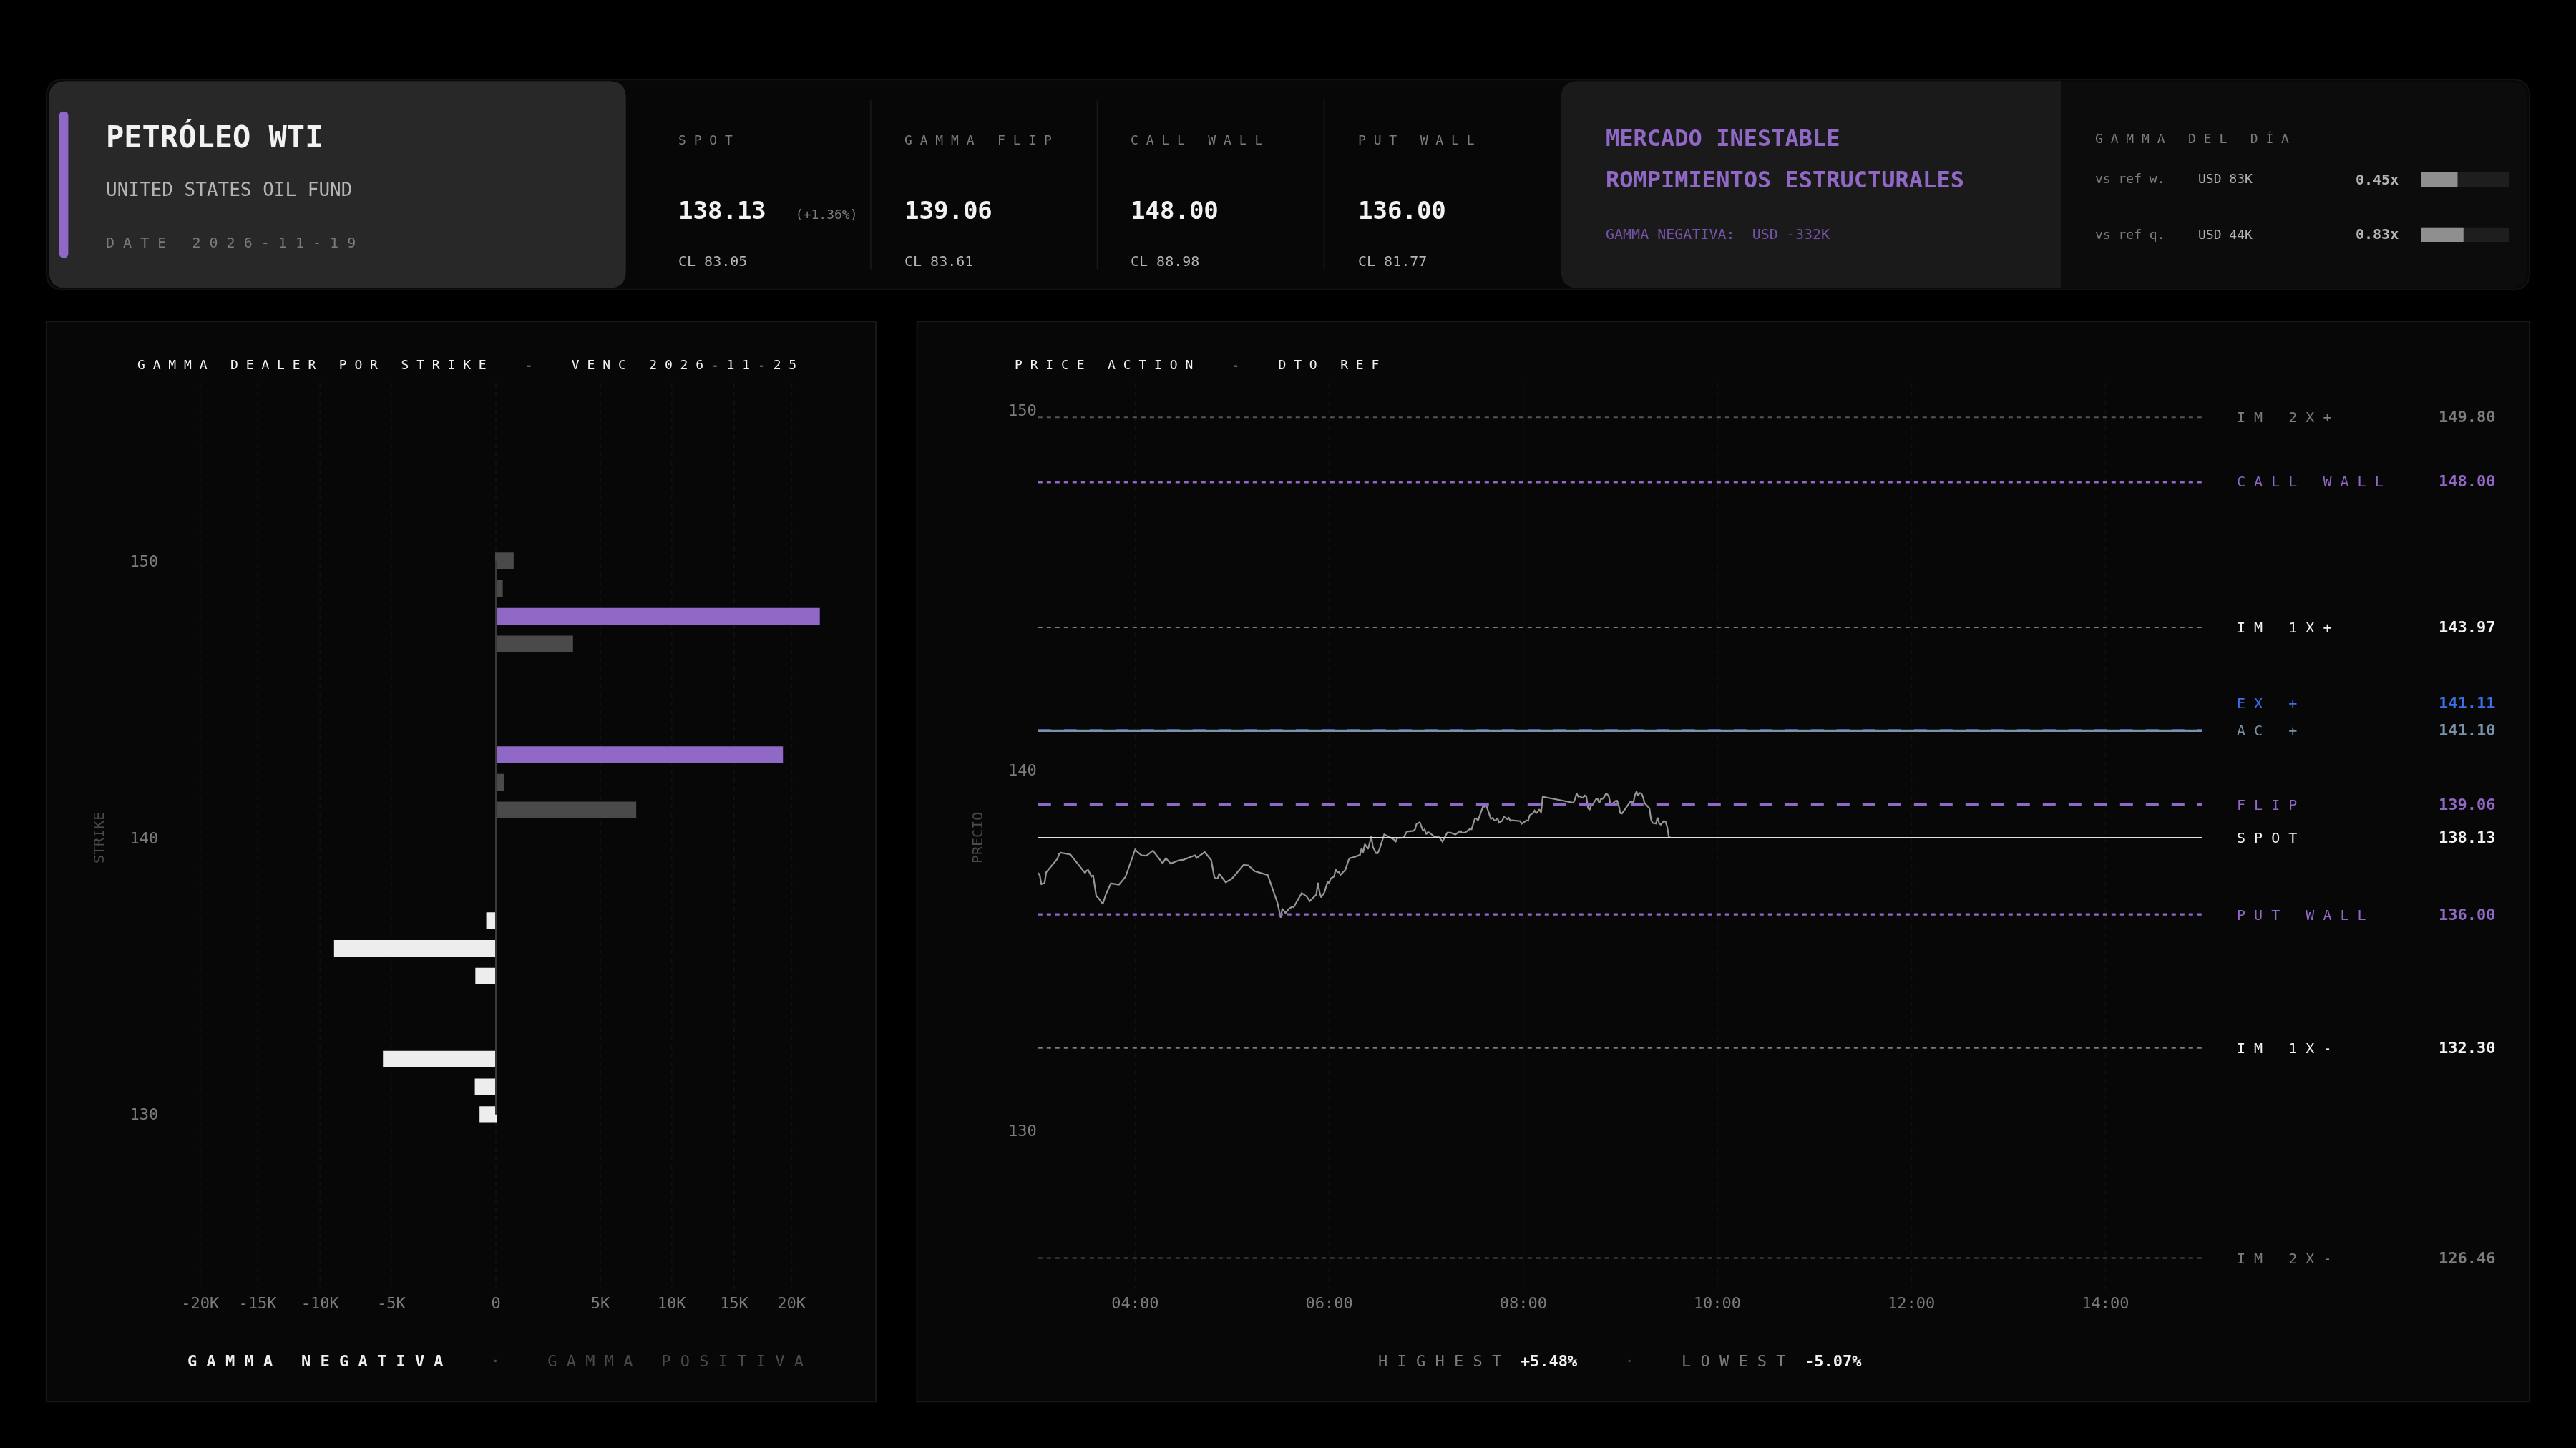 PETRÓLEO WTI
UNITED STATES OIL FUND
DATE 2026-11-19
SPOT
138.13 (+1.36%)
CL 83.05
GAMMA FLIP
139.06
CL 83.61
CALL WALL
148.00
CL 88.98
PUT WALL
136.00
CL 81.77
MERCADO INESTABLE
ROMPIMIENTOS ESTRUCTURALES
GAMMA NEGATIVA: USD -332K
GAMMA DEL DÍA
vs ref w. USD 83K 0.45x
vs ref q. USD 44K 0.83x
GAMMA DEALER POR STRIKE - VENC 2026-11-25
STRIKE
150
140
130
-20K -15K -10K -5K 0 5K 10K 15K 20K
GAMMA NEGATIVA · GAMMA POSITIVA
PRICE ACTION - DTO REF
PRECIO
150
140
130
IM 2X+ 149.80
CALL WALL 148.00
IM 1X+ 143.97
EX + 141.11
AC + 141.10
FLIP 139.06
SPOT 138.13
PUT WALL 136.00
IM 1X- 132.30
IM 2X- 126.46
04:00 06:00 08:00 10:00 12:00 14:00
HIGHEST +5.48% · LOWEST -5.07%